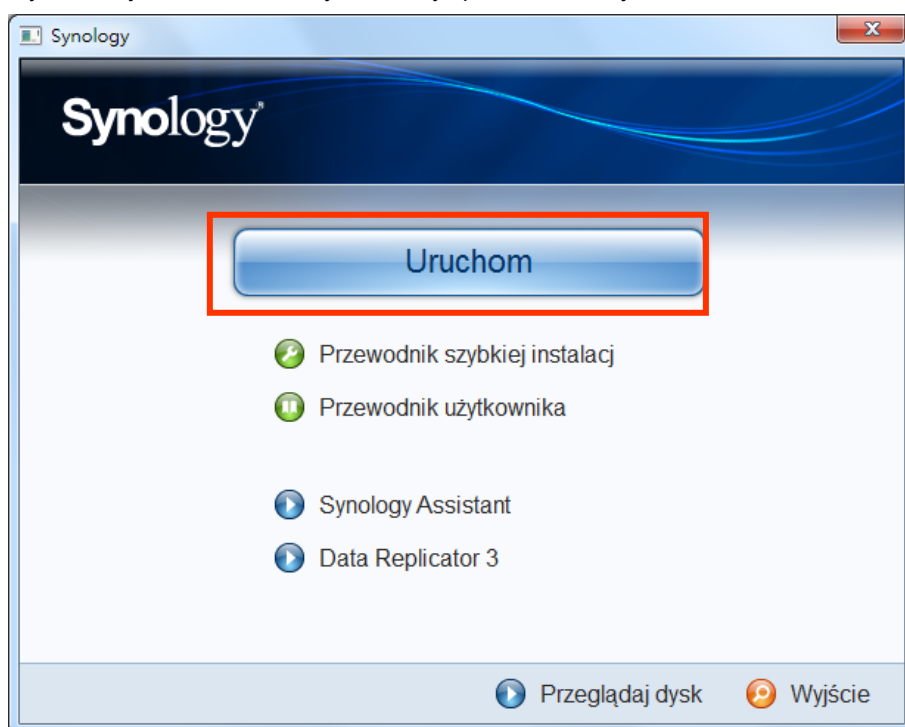 Synology
Synology
Uruchom
Przewodnik szybkiej instalacj
Przewodnik użytkownika
Synology Assistant
Data Replicator 3
Przeglądaj dysk
Wyjście